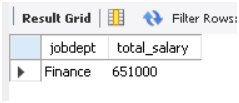 Result Grid Filter Rows:
jobdept total_salary
Finance 651000